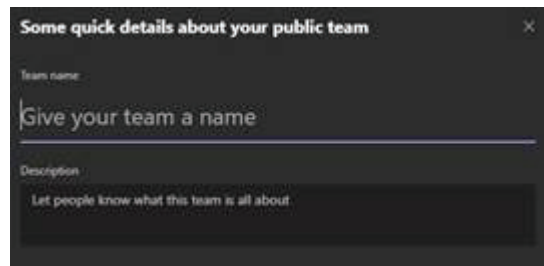 Some quick details about your public team
Team name
Give your team a name
Description
Let people know what this team is all about